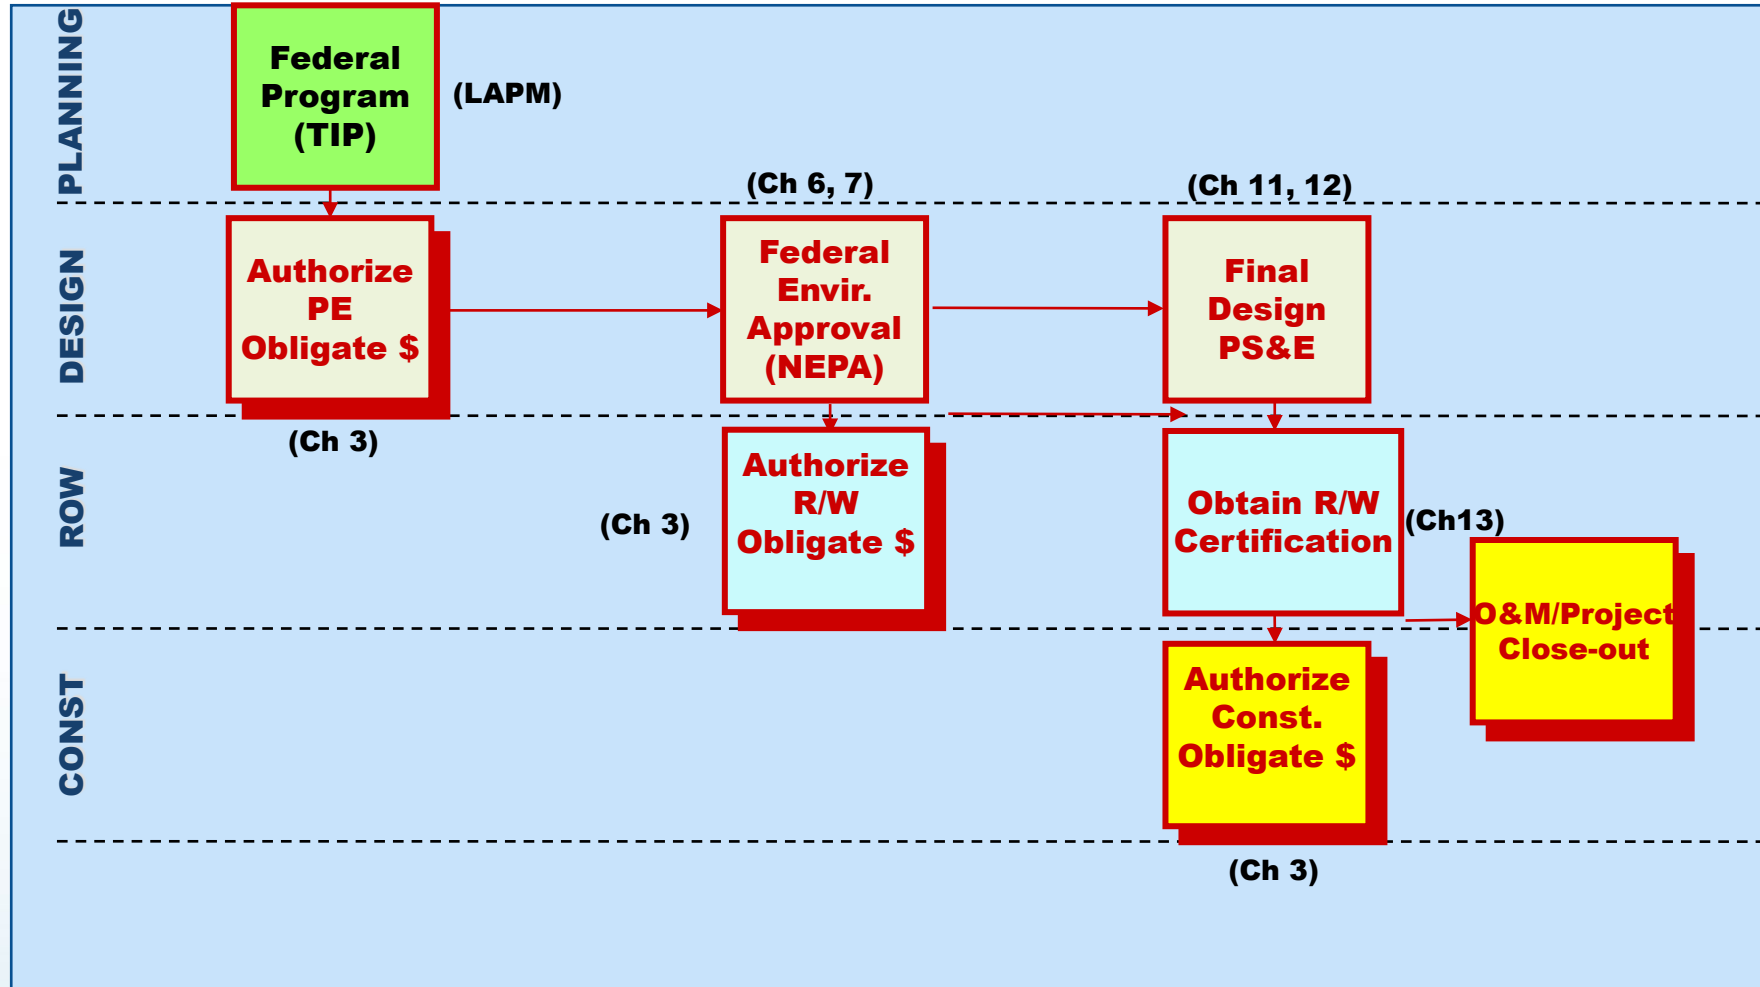 PLANNING
Federal
Program
(TIP)
(LAPM)
(Ch 6, 7)
(Ch 11, 12)
DESIGN
Authorize
PE
Obligate $
Federal
Envir.
Approval
(NEPA)
Final
Design
PS&E
(Ch 3)
ROW
Authorize
R/W
Obligate $
(Ch 3)
Obtain R/W
Certification
(Ch13)
O&M/Project
Close-out
CONST
Authorize
Const.
Obligate $
(Ch 3)